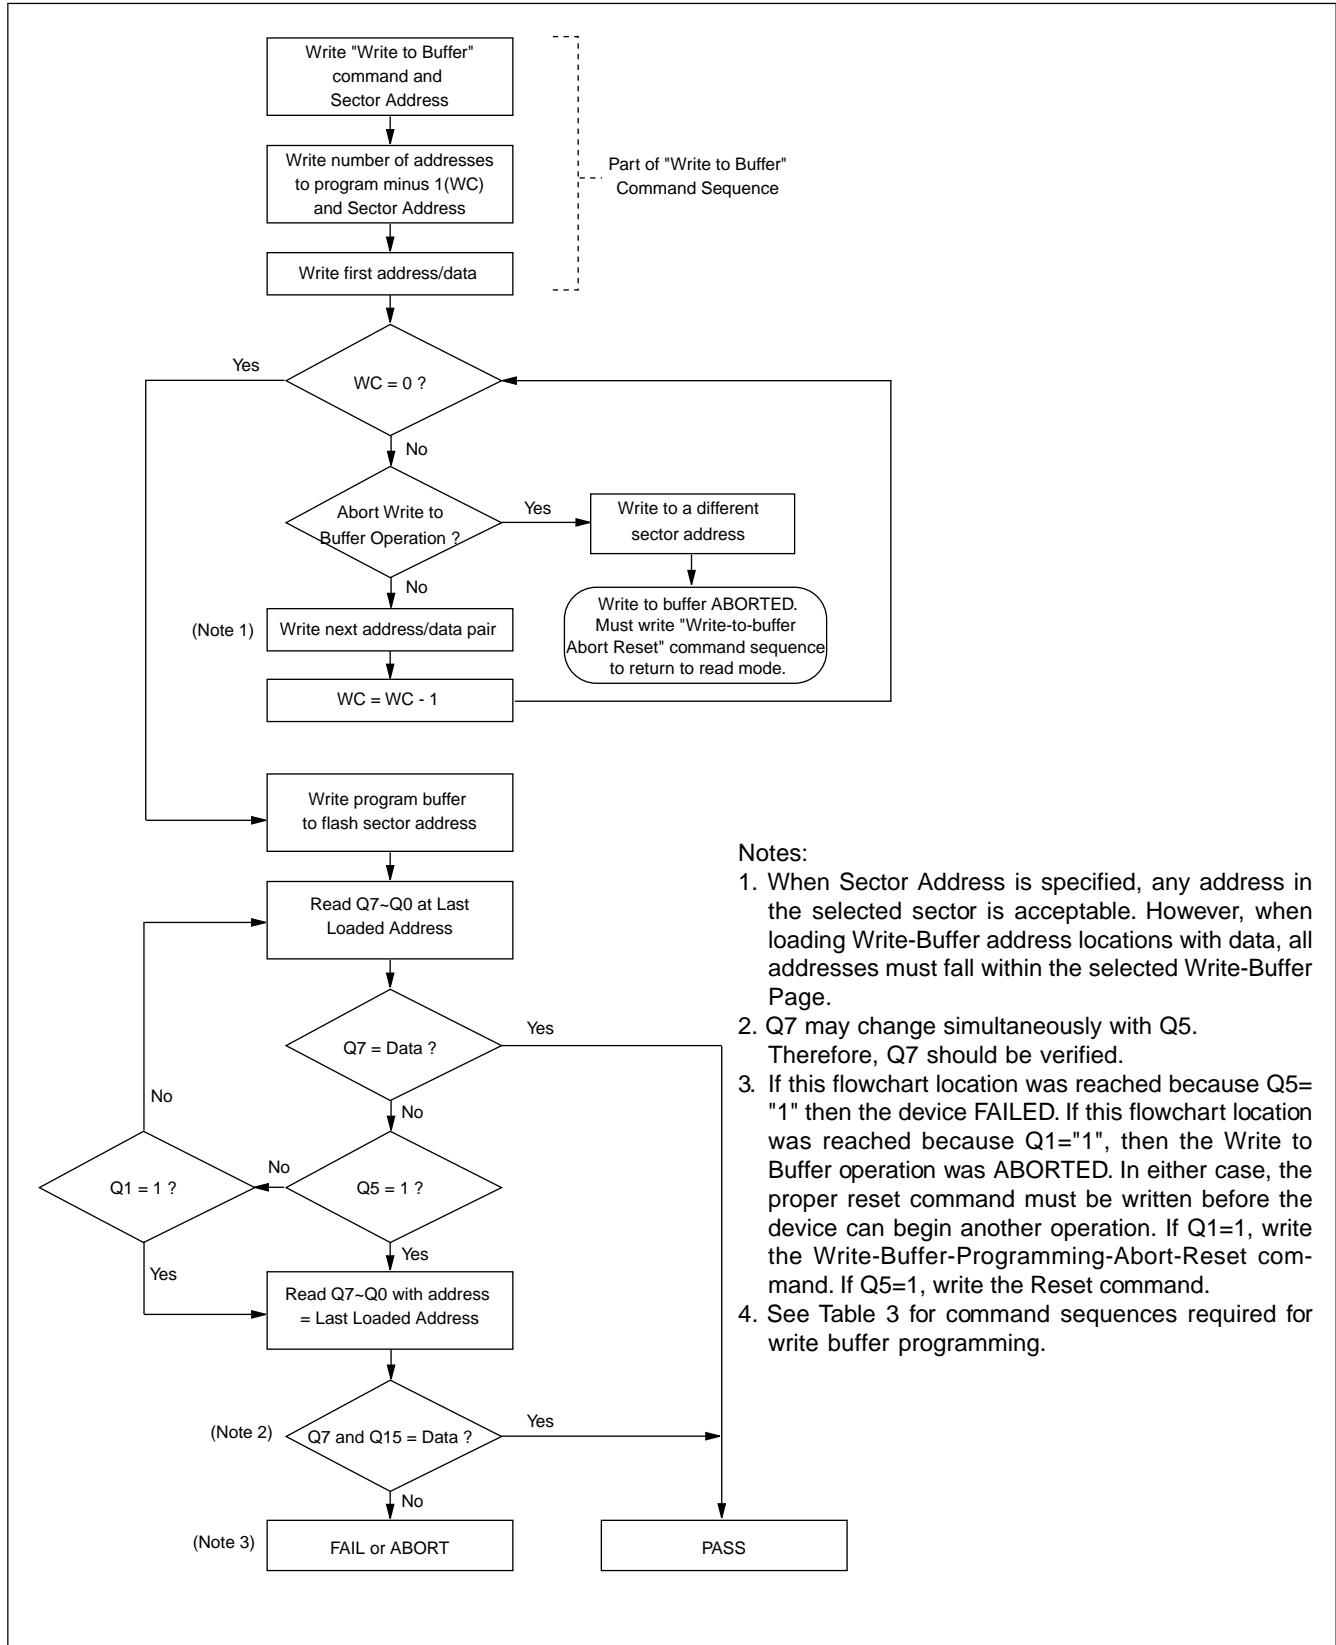 Write "Write to Buffer"
command and
Sector Address
Write number of addresses
to program minus 1(WC)
and Sector Address
Part of "Write to Buffer"
Command Sequence
Write first address/data
Yes
WC = 0 ?
No
Abort Write to
Buffer Operation ?
Yes
Write to a different
sector address
No
Write to buffer ABORTED.
Must write "Write-to-buffer
Abort Reset" command sequence
to return to read mode.
(Note 1)
Write next address/data pair
WC = WC - 1
Write program buffer
to flash sector address
Read Q7~Q0 at Last
Loaded Address
Q7 = Data ?
Yes
No
No
Q1 = 1 ?
No
Q5 = 1 ?
Yes
Yes
Read Q7~Q0 with address
= Last Loaded Address
(Note 2)
Q7 and Q15 = Data ?
Yes
No
(Note 3)
FAIL or ABORT
PASS
Notes:
1. When Sector Address is specified, any address in
the selected sector is acceptable. However, when
loading Write-Buffer address locations with data, all
addresses must fall within the selected Write-Buffer
Page.
2. Q7 may change simultaneously with Q5.
Therefore, Q7 should be verified.
3. If this flowchart location was reached because Q5=
"1" then the device FAILED. If this flowchart location
was reached because Q1="1", then the Write to
Buffer operation was ABORTED. In either case, the
proper reset command must be written before the
device can begin another operation. If Q1=1, write
the Write-Buffer-Programming-Abort-Reset com-
mand. If Q5=1, write the Reset command.
4. See Table 3 for command sequences required for
write buffer programming.